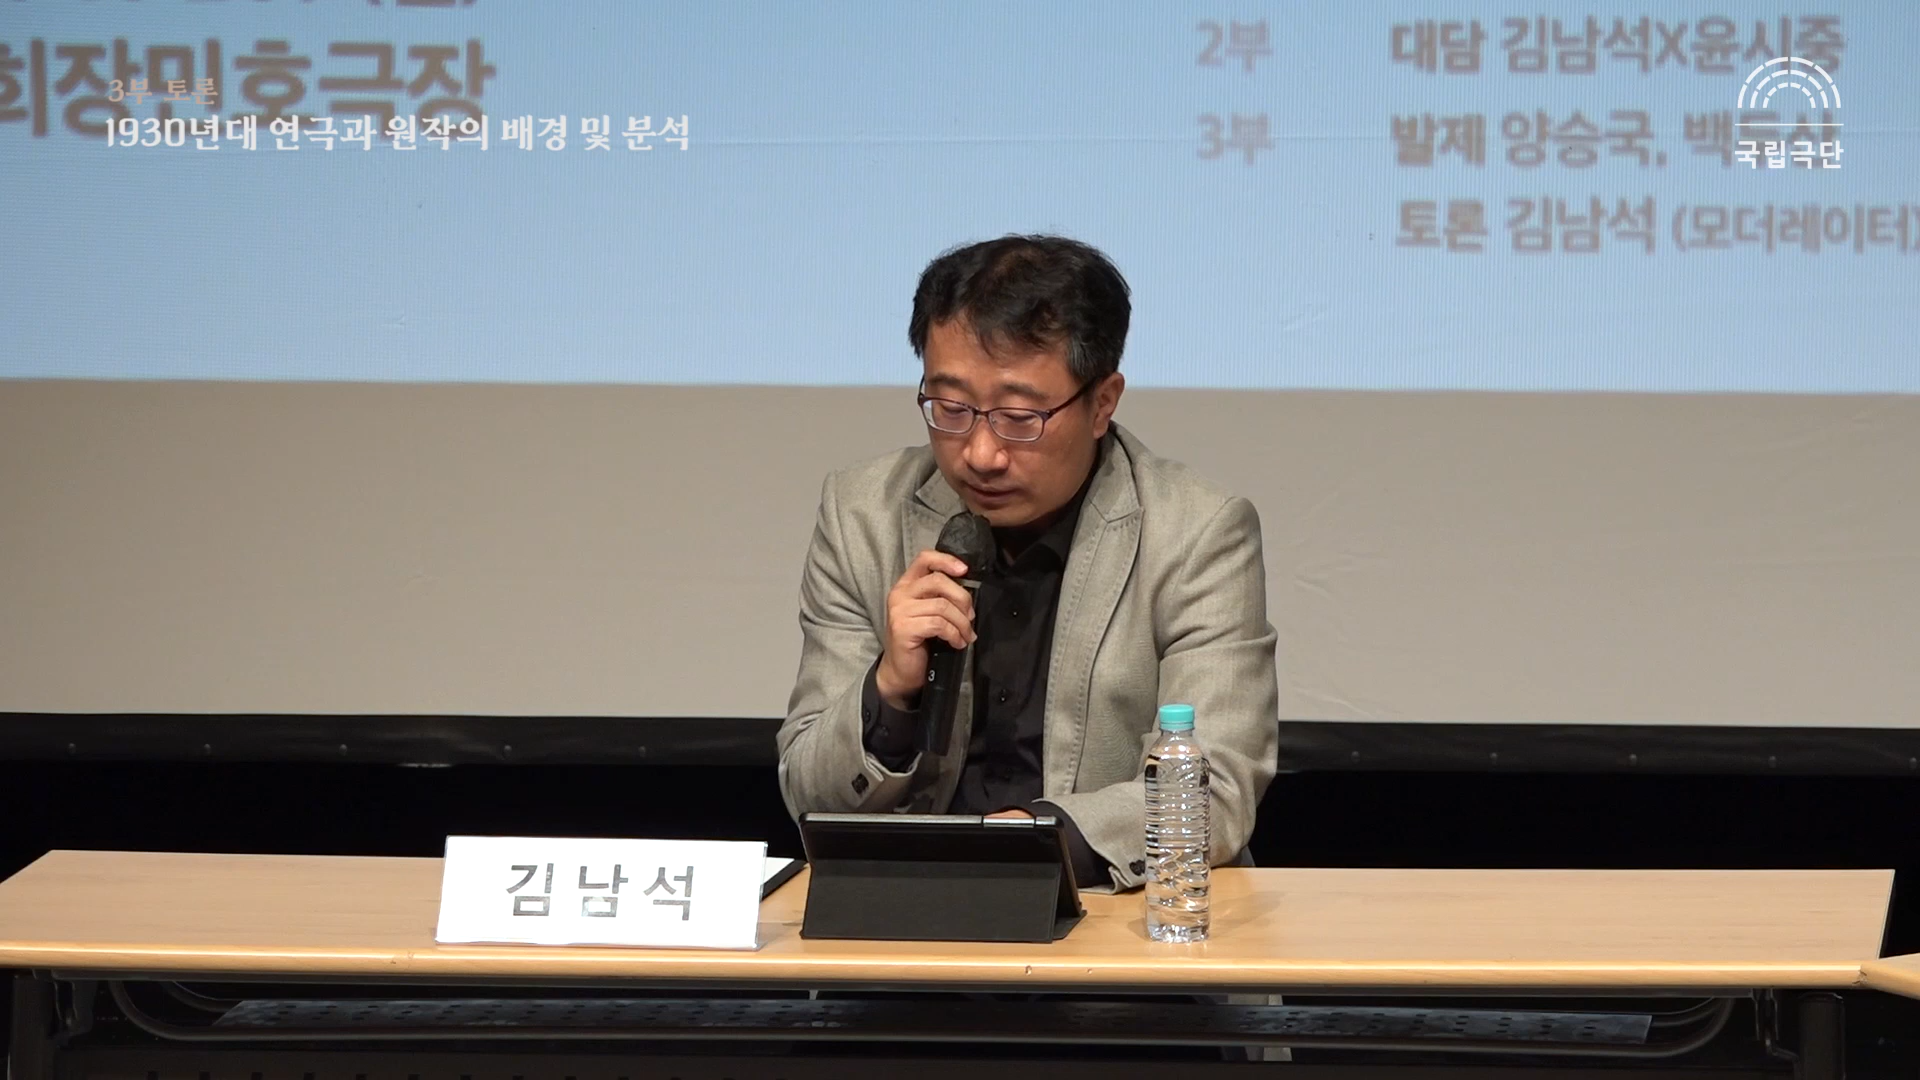 회장민호극장
3부 토론
1930년대 연극과 원작의 배경 및 분석
2부 대담 김남석X윤시중
3부 발제 양승국,
토론 김남석 (모더레이터)
국립극단
3
김남석